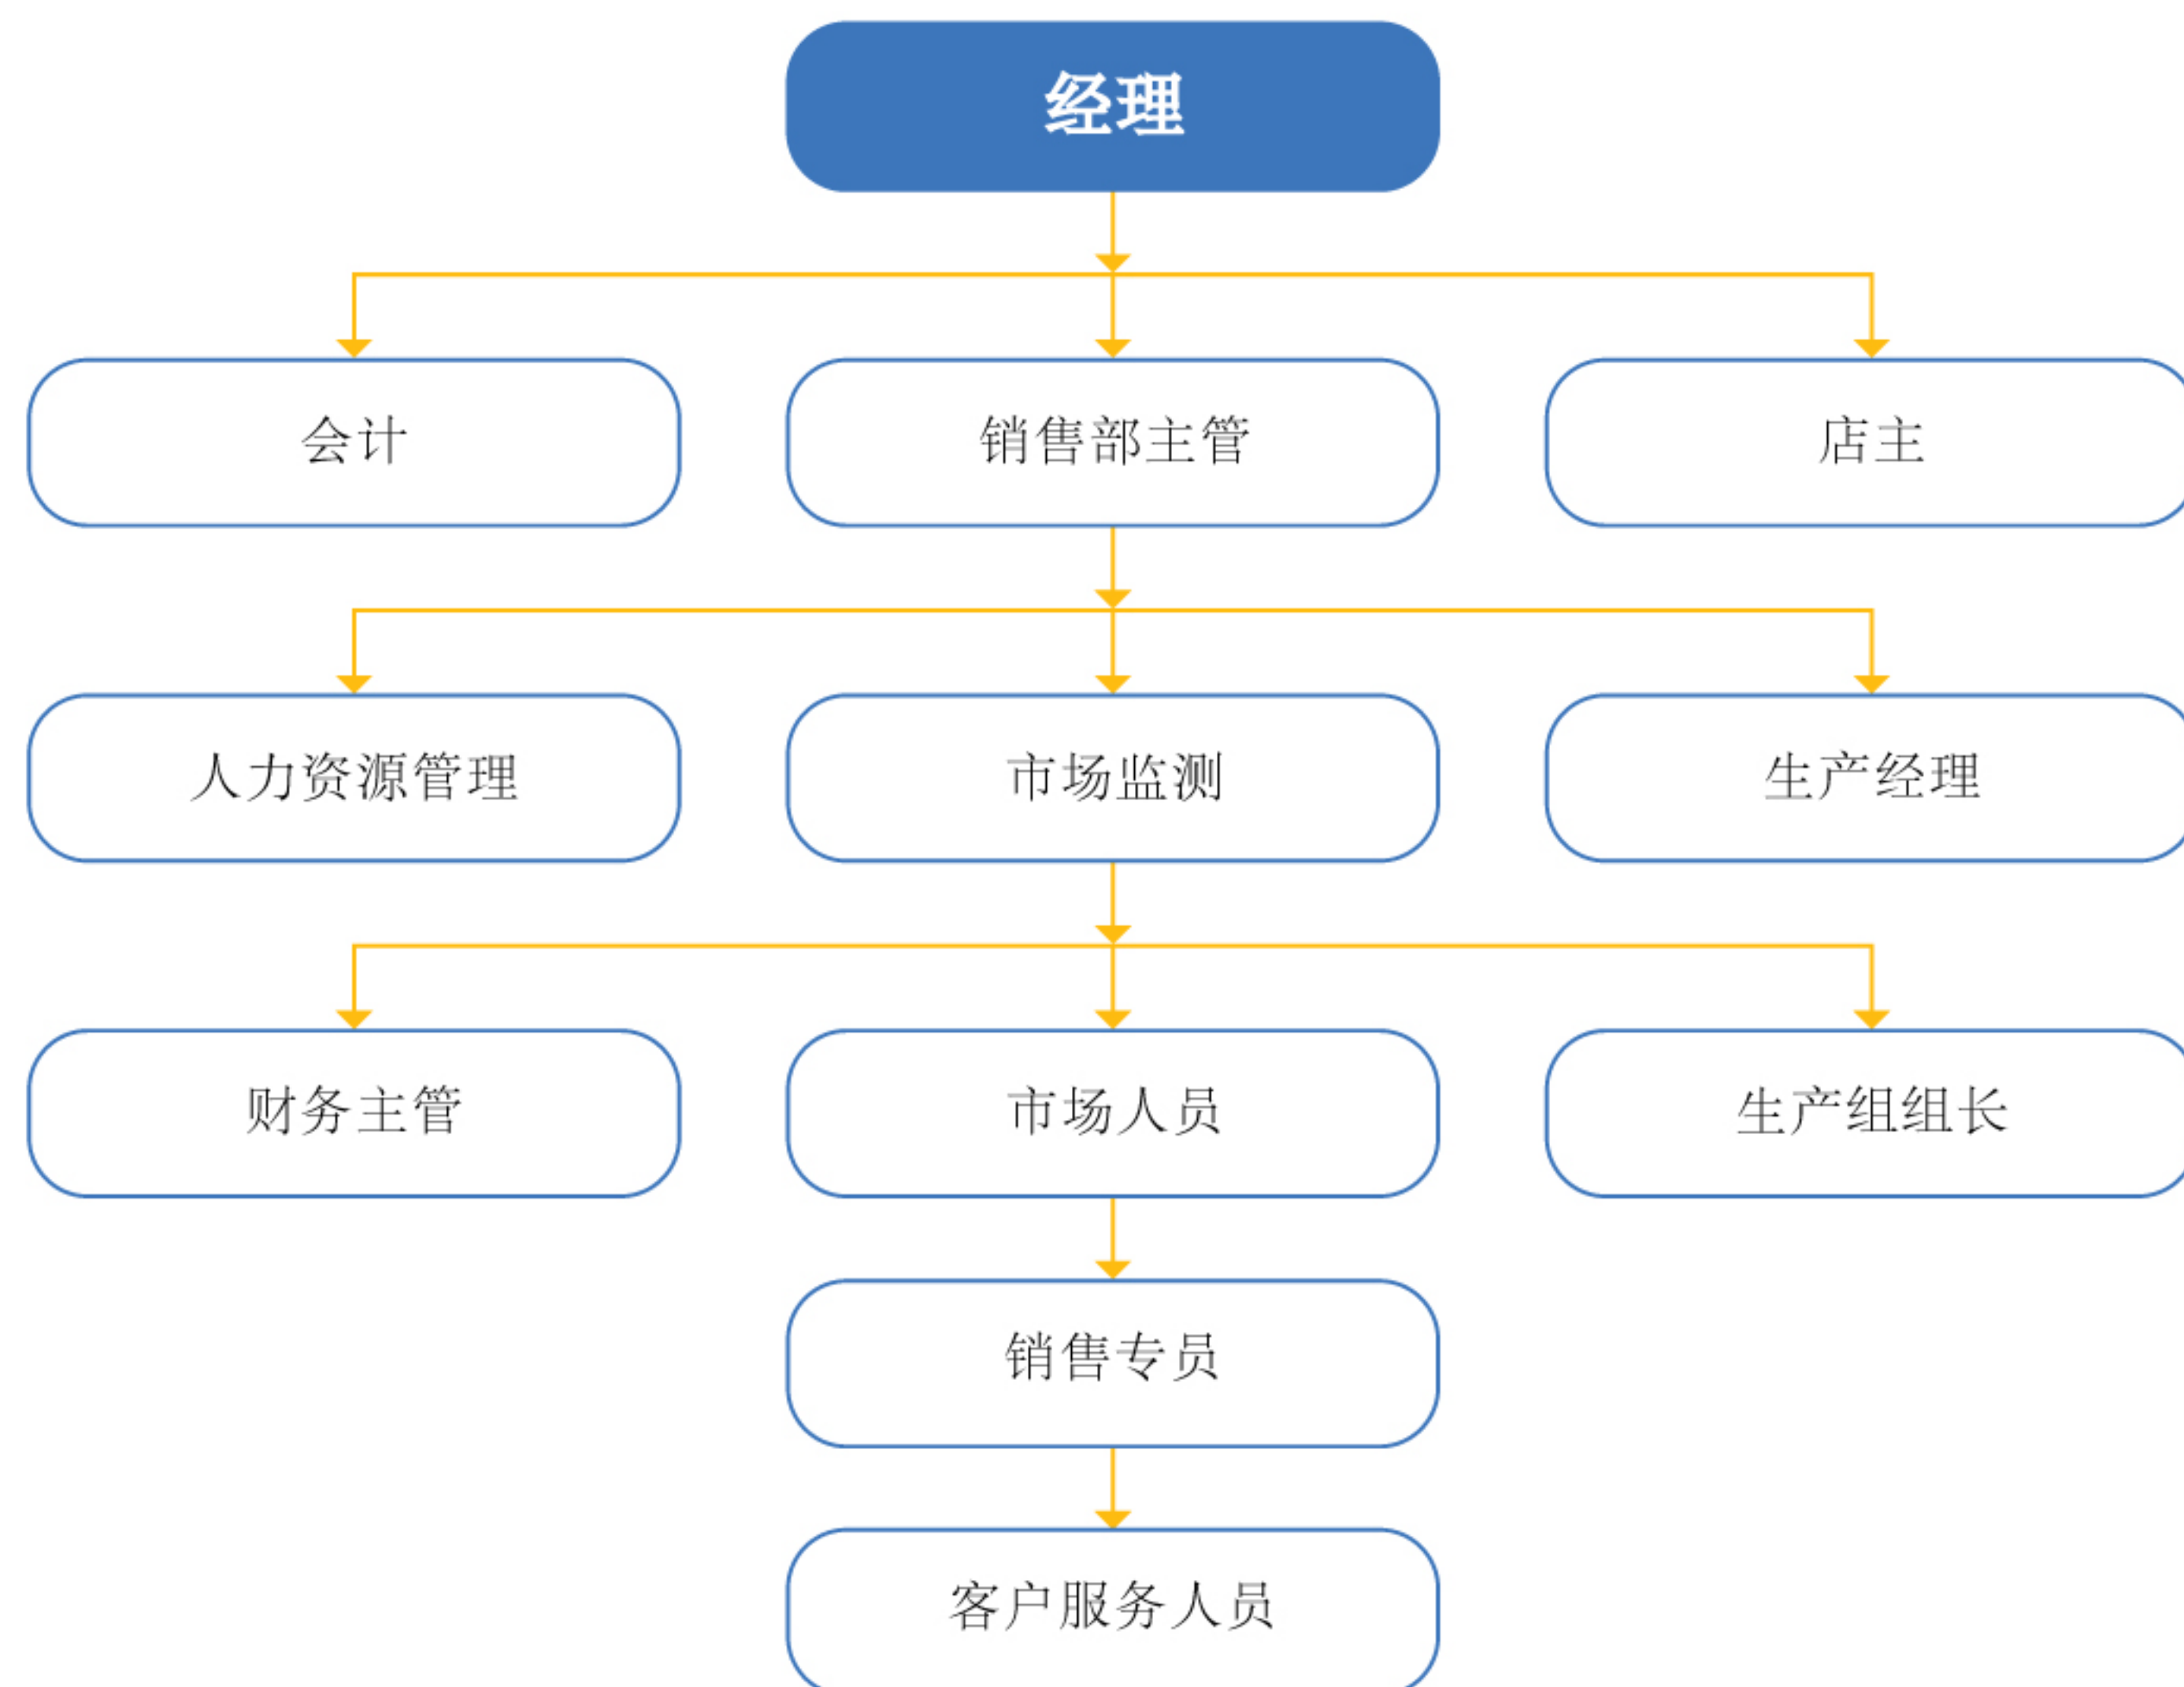 经理
会计
销售部主管
店主
人力资源管理
市场监测
生产经理
财务主管
市场人员
生产组组长
销售专员
客户服务人员